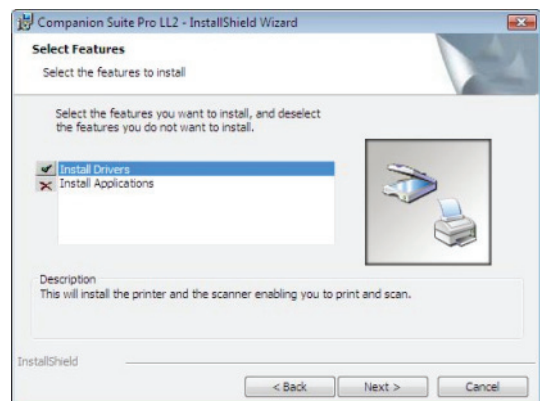 Companion Suite Pro LL2 - InstallShield Wizard
Select Features
Select the features to install
Select the features you want to install, and deselect
the features you do not want to install.
Install Drivers
Install Applications
Description
This will install the printer and the scanner enabling you to print and scan.
InstallShield
< Back Next > Cancel